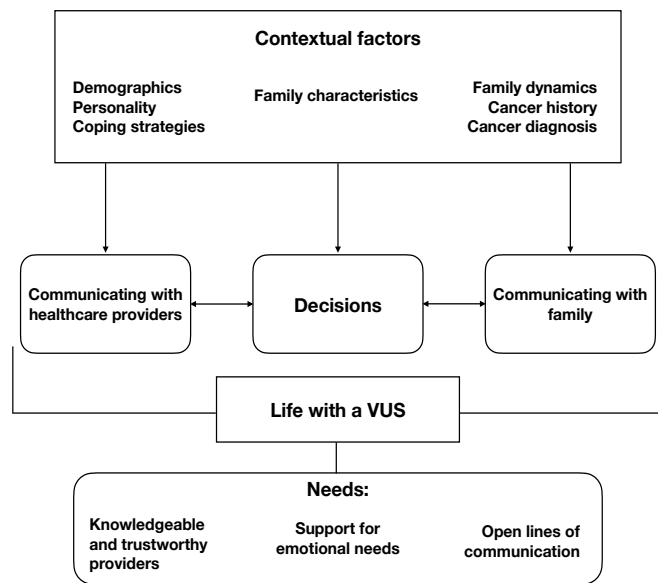 Contextual factors
Demographics
Personality
Coping strategies
Family characteristics
Family dynamics
Cancer history
Cancer diagnosis
Communicating with
healthcare providers
Decisions
Communicating with
family
Life with a VUS
Needs:
Knowledgeable
and trustworthy
providers
Support for
emotional needs
Open lines of
communication